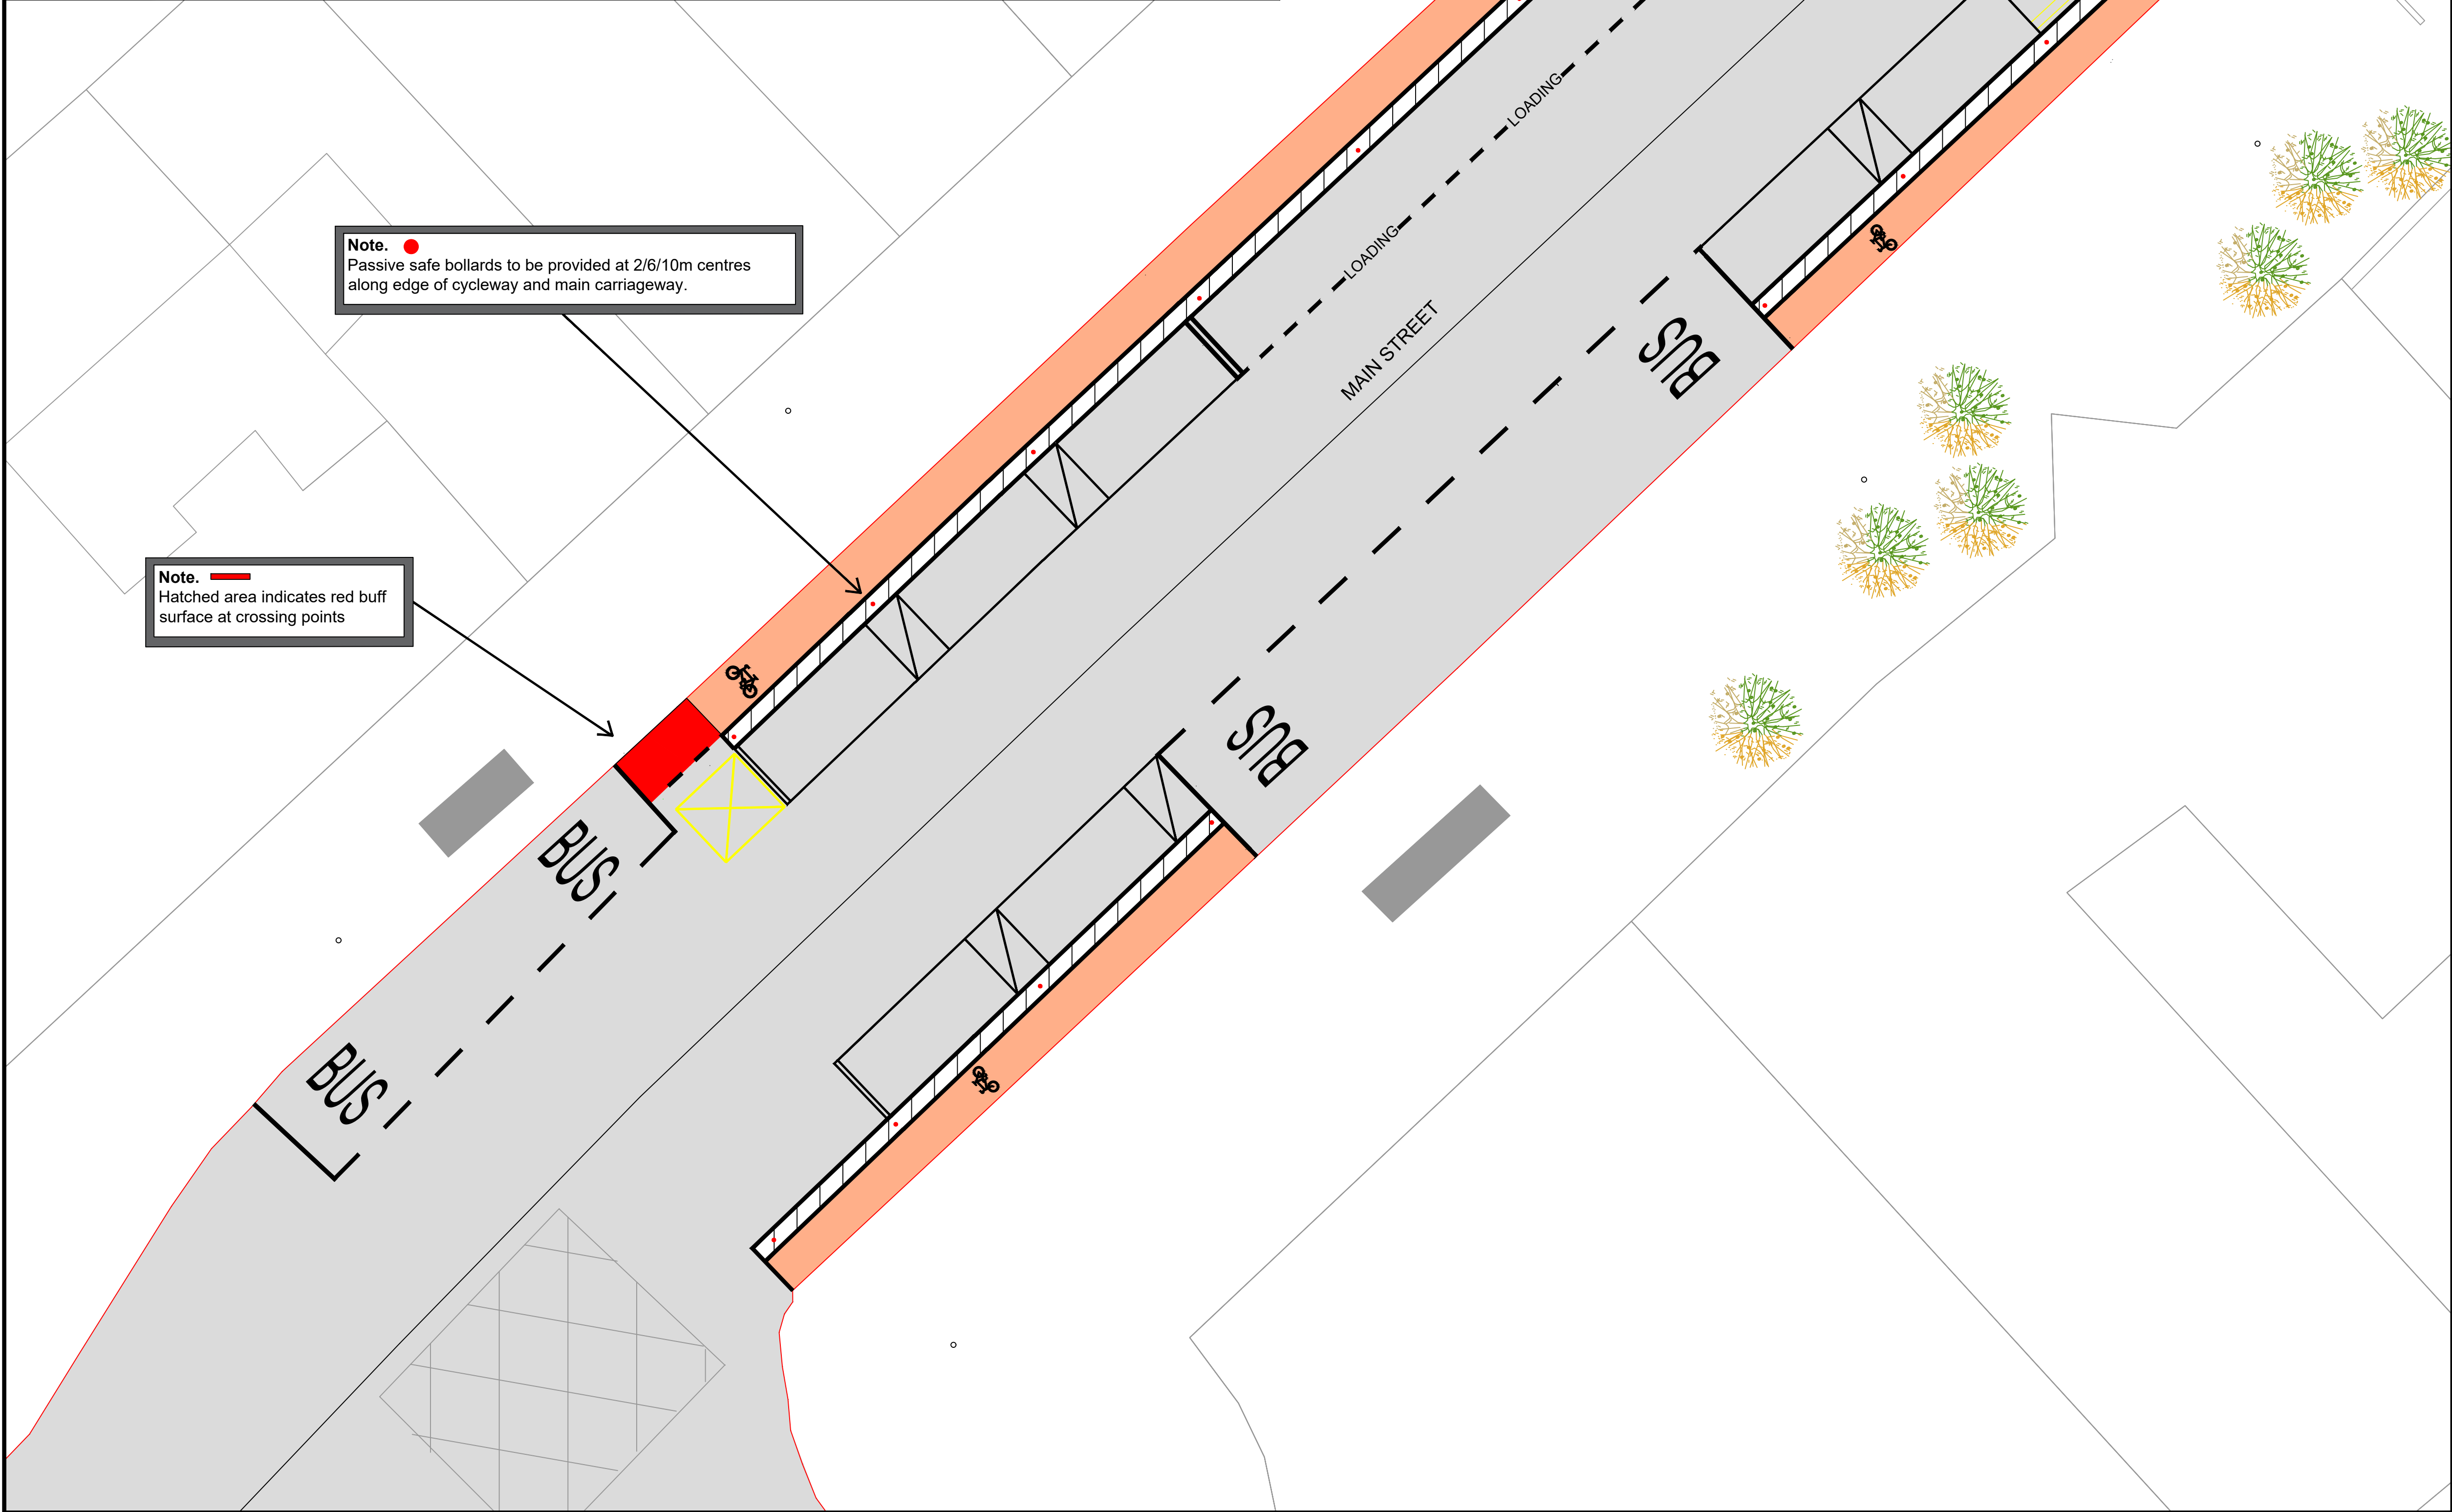 LOADING
LOADING
Note.
Passive safe bollards to be provided at 2/6/10m centres
along edge of cycleway and main carriageway.
MAIN STREET
BUS
Note.
Hatched area indicates red buff
surface at crossing points
BUS
BUS
BUS